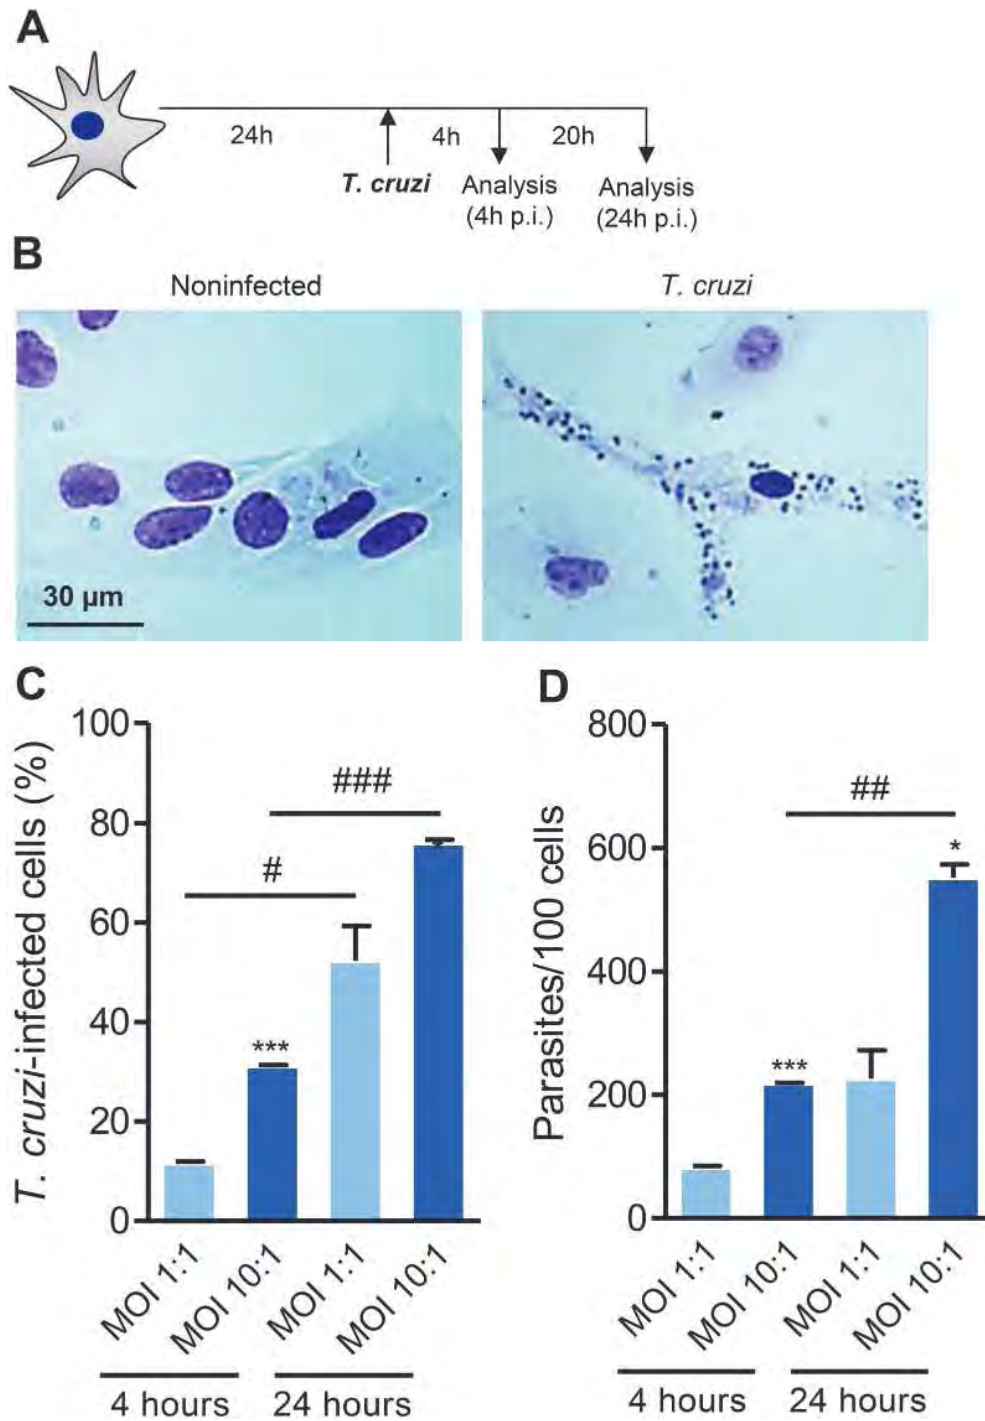 A
24h
4h
20h
T. cruzi
Analysis
(4h p.i.)
Analysis
(24h p.i.)
B
Noninfected
T. cruzi
30 µm
C
T. cruzi-infected cells (%)
100
80
60
40
20
0
#
###
***
MOI 1:1
MOI 10:1
MOI 1:1
MOI 10:1
4 hours
24 hours
D
Parasites/100 cells
800
600
400
200
0
##
***
*
MOI 1:1
MOI 10:1
MOI 1:1
MOI 10:1
4 hours
24 hours